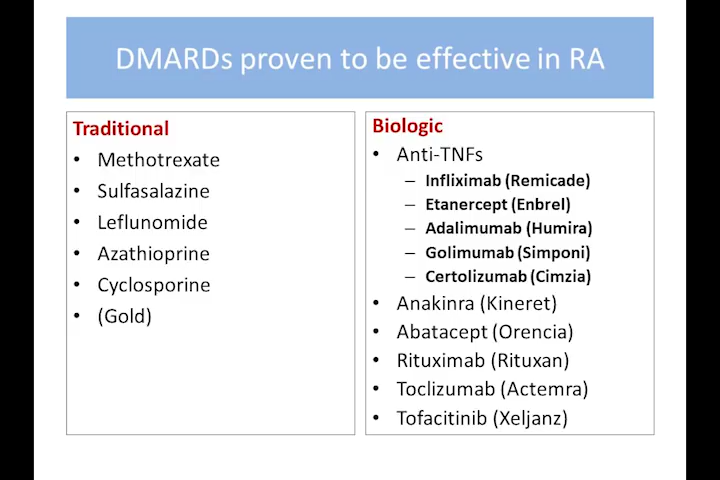 DMARDs proven to be effective in RA
Traditional
• Methotrexate
• Sulfasalazine
• Leflunomide
• Azathioprine
• Cyclosporine
• (Gold)
Biologic
• Anti-TNFs
– Infliximab (Remicade)
– Etanercept (Enbrel)
– Adalimumab (Humira)
– Golimumab (Simponi)
– Certolizumab (Cimzia)
• Anakinra (Kineret)
• Abatacept (Orencia)
• Rituximab (Rituxan)
• Toclizumab (Actemra)
• Tofacitinib (Xeljanz)